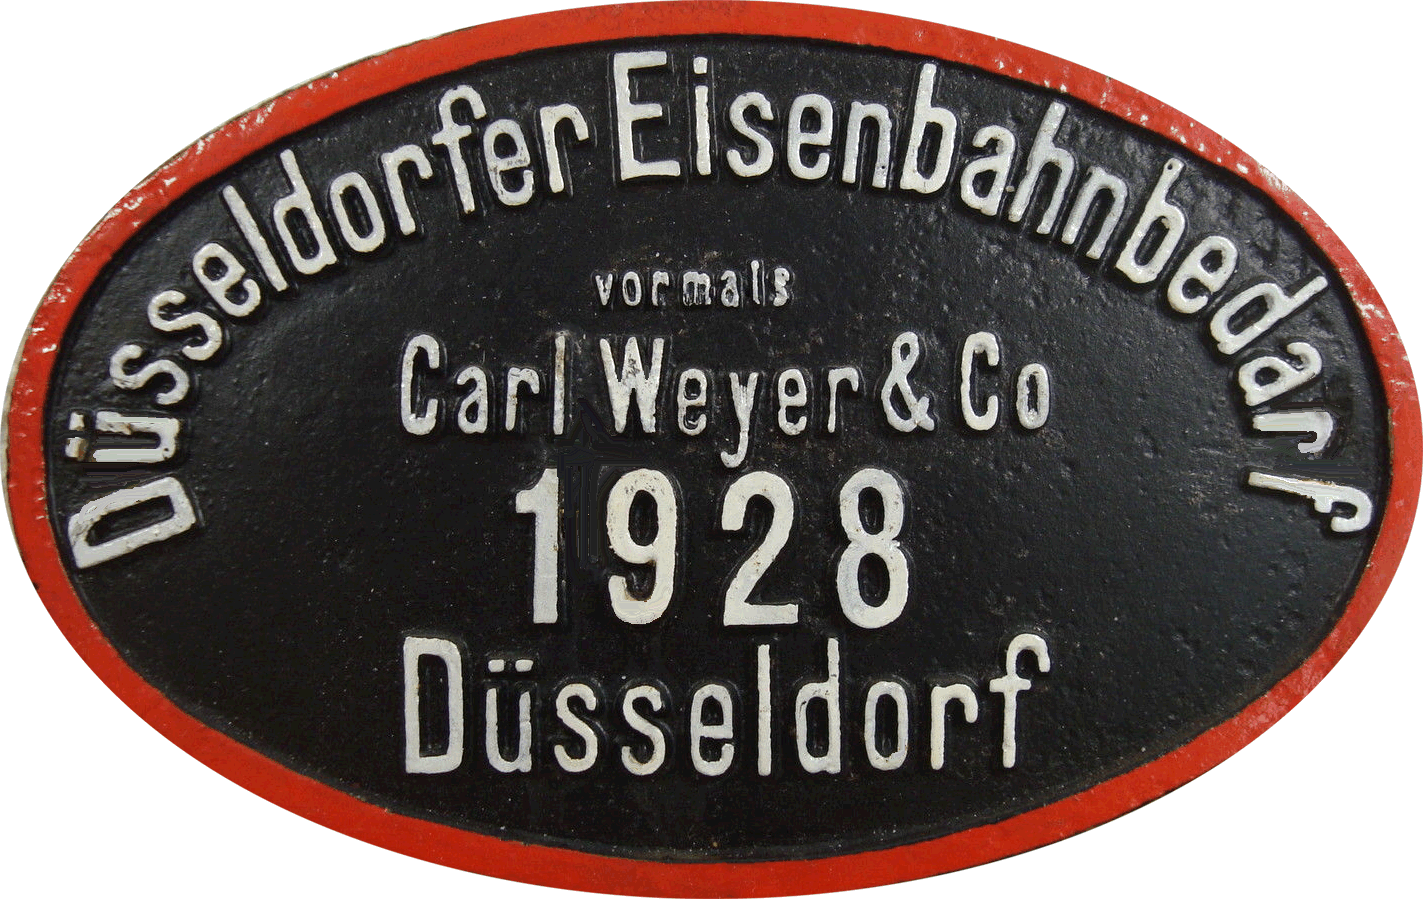 Düsseldorfer Eisenbahnbedarf
vormals
Carl Weyer & Co
1928
Düsseldorf